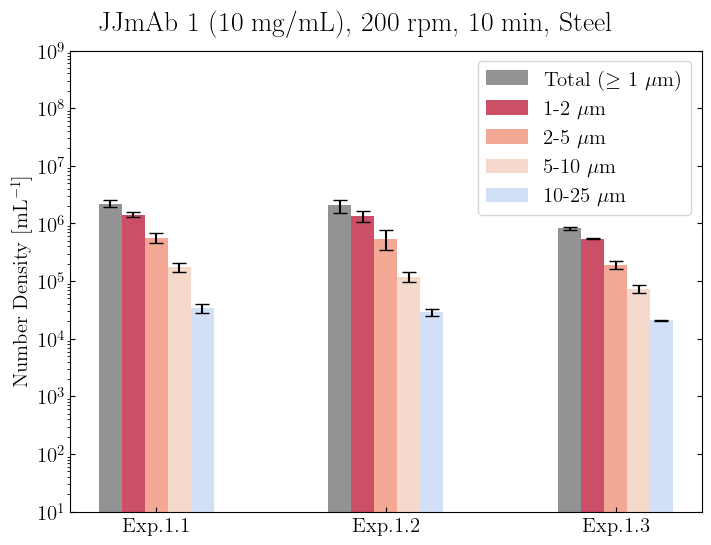 JJmAb 1 (10 mg/mL), 200 rpm, 10 min, Steel
Number Density [mL⁻¹]
10⁹
10⁸
10⁷
10⁶
10⁵
10⁴
10³
10²
10¹
Total (≥ 1 μm)
1-2 μm
2-5 μm
5-10 μm
10-25 μm
Exp.1.1
Exp.1.2
Exp.1.3